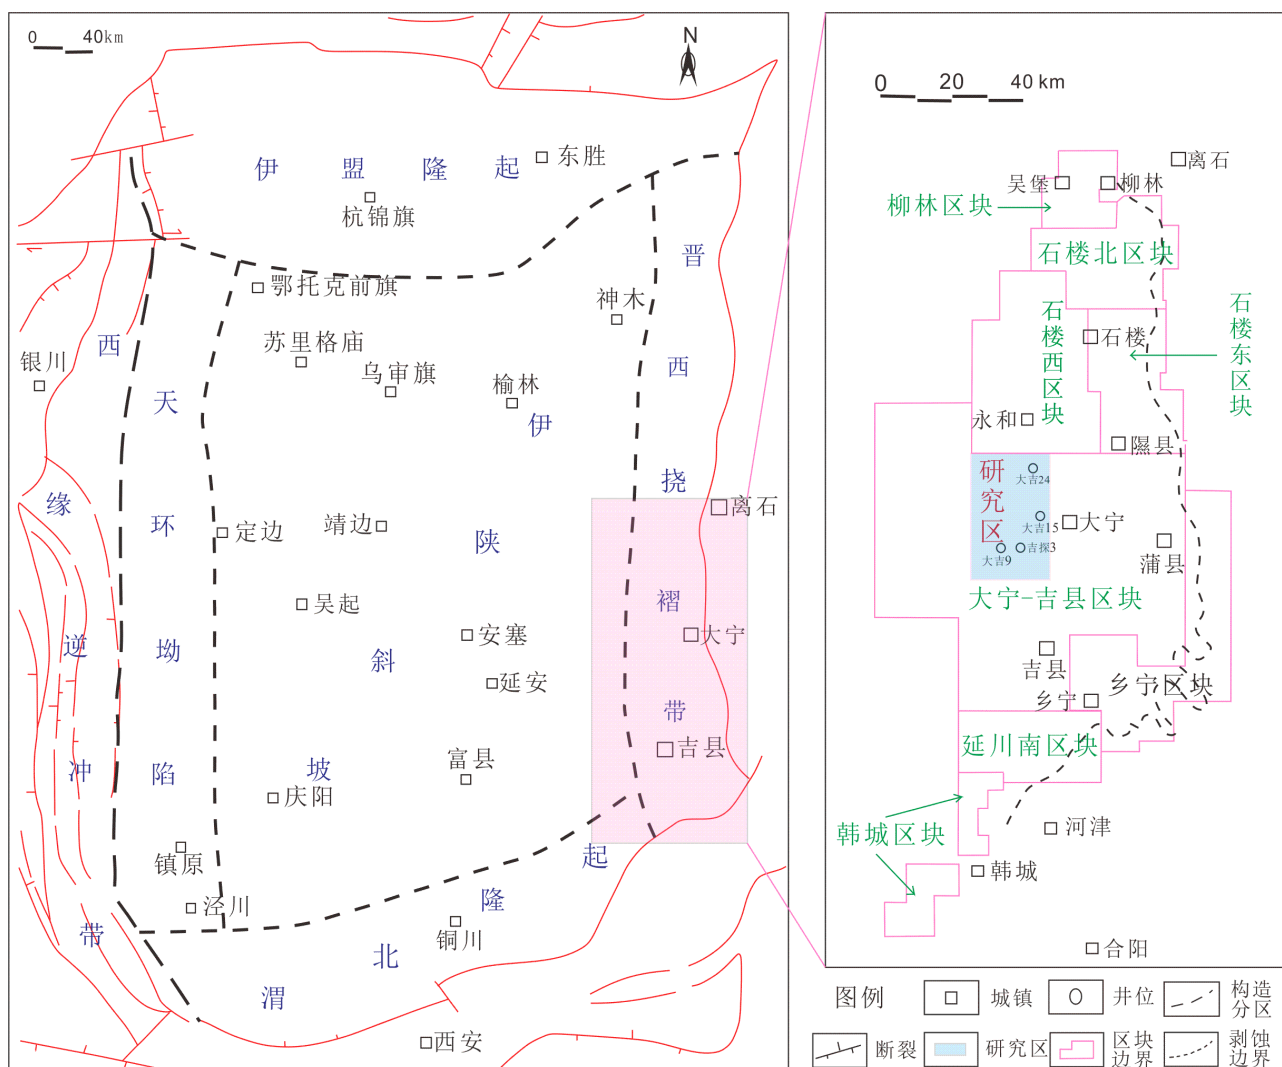 0 40km
N
伊盟隆起
东胜
杭锦旗
鄂托克前旗
神木
苏里格庙
乌审旗
榆林
银川
西缘逆冲带
天环坳陷
伊陕斜坡
晋西挠褶带
离石
定边
靖边
吴起
安塞
延安
大宁
吉县
富县
庆阳
镇原
泾川
铜川
渭北隆起
西安
0 20 40 km
离石
吴堡
柳林
柳林区块
石楼北区块
石楼西区块
石楼
石楼东区块
永和
隰县
研究区
大吉24
大吉15
大吉9
吉探3
大宁
蒲县
大宁-吉县区块
吉县
乡宁
乡宁区块
延川南区块
韩城区块
河津
韩城
合阳
图例
城镇
井位
构造
分区
断裂
研究区
区块
边界
剥蚀
边界